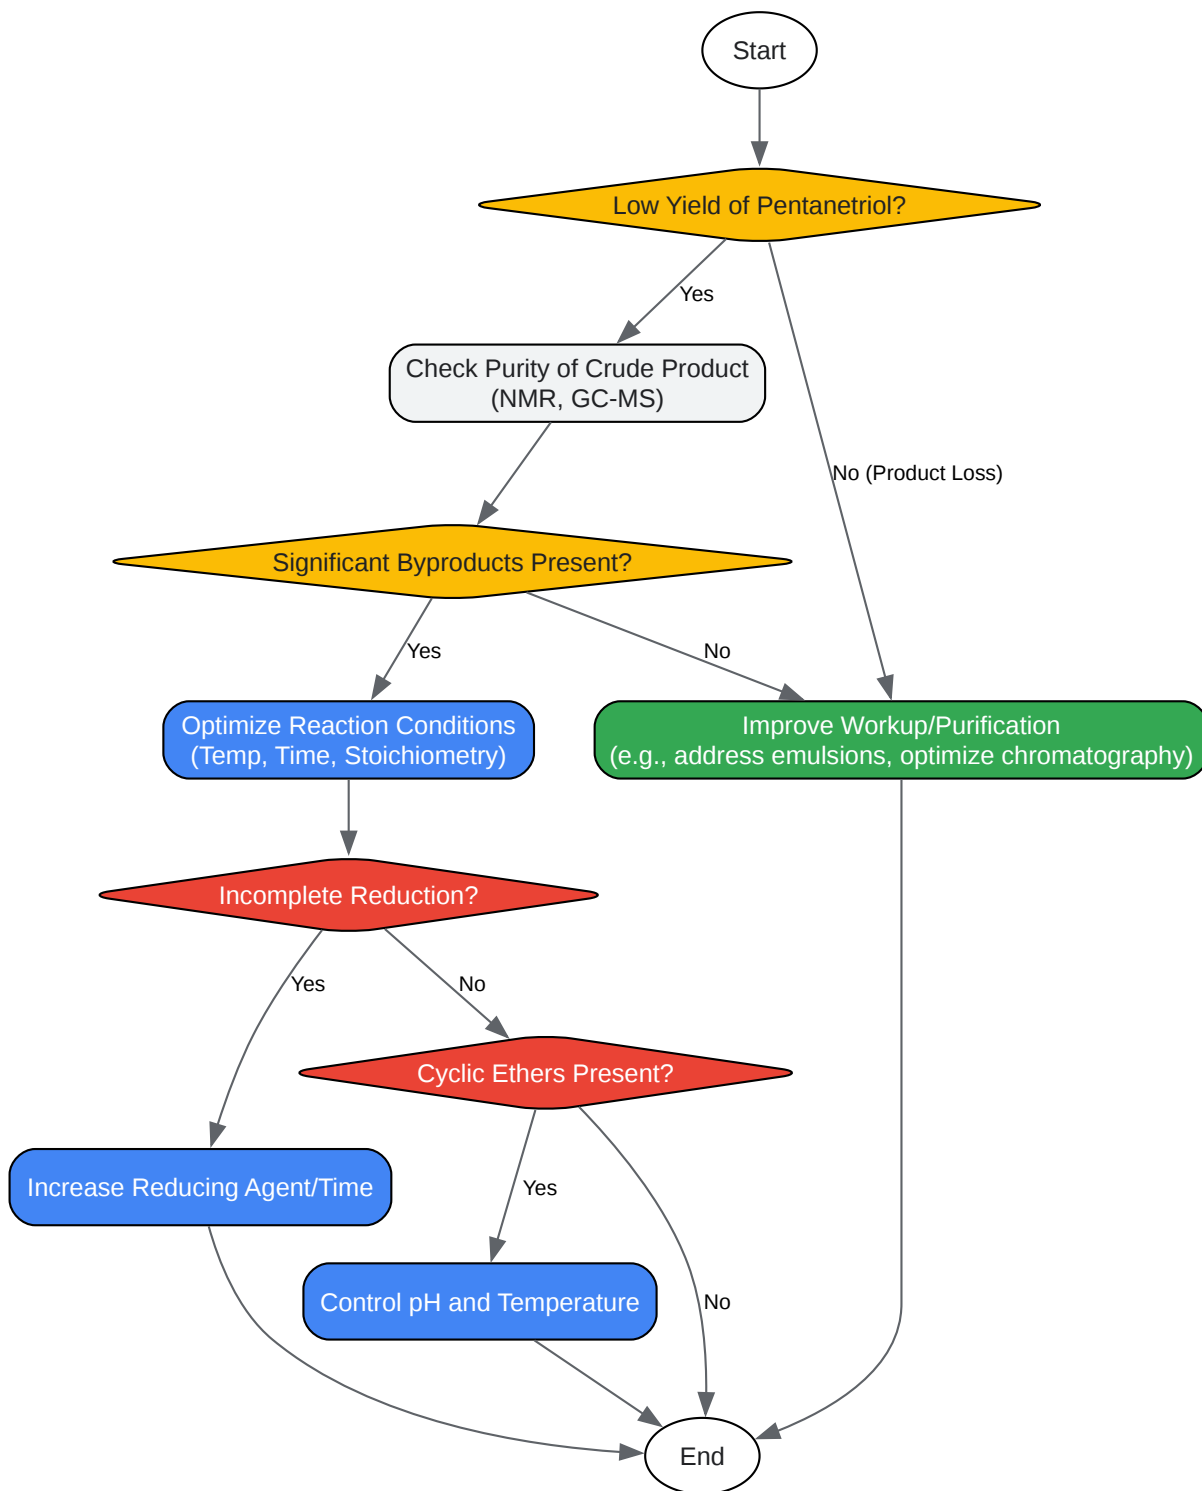 Start
Low Yield of Pentanetriol?
Yes
Check Purity of Crude Product
(NMR, GC-MS)
No (Product Loss)
Significant Byproducts Present?
Yes
No
Optimize Reaction Conditions
(Temp, Time, Stoichiometry)
Improve Workup/Purification
(e.g., address emulsions, optimize chromatography)
Incomplete Reduction?
Yes
No
Cyclic Ethers Present?
Increase Reducing Agent/Time
Yes
Control pH and Temperature
No
End